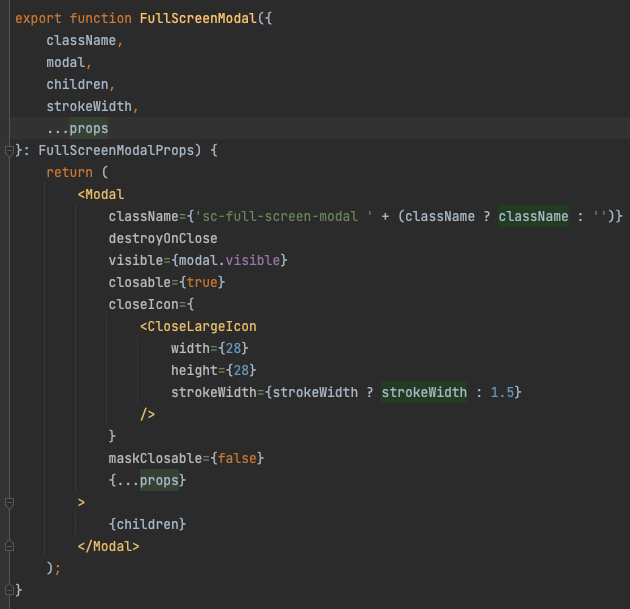 export function FullScreenModal({
    className,
    modal,
    children,
    strokeWidth,
    ...props
}: FullScreenModalProps) {
    return (
        <Modal
            className={'sc-full-screen-modal ' + (className ? className : '')}
            destroyOnClose
            visible={modal.visible}
            closable={true}
            closeIcon={
                <CloseLargeIcon
                    width={28}
                    height={28}
                    strokeWidth={strokeWidth ? strokeWidth : 1.5}
                />
            }
            maskClosable={false}
            {...props}
        >
            {children}
        </Modal>
    );
}